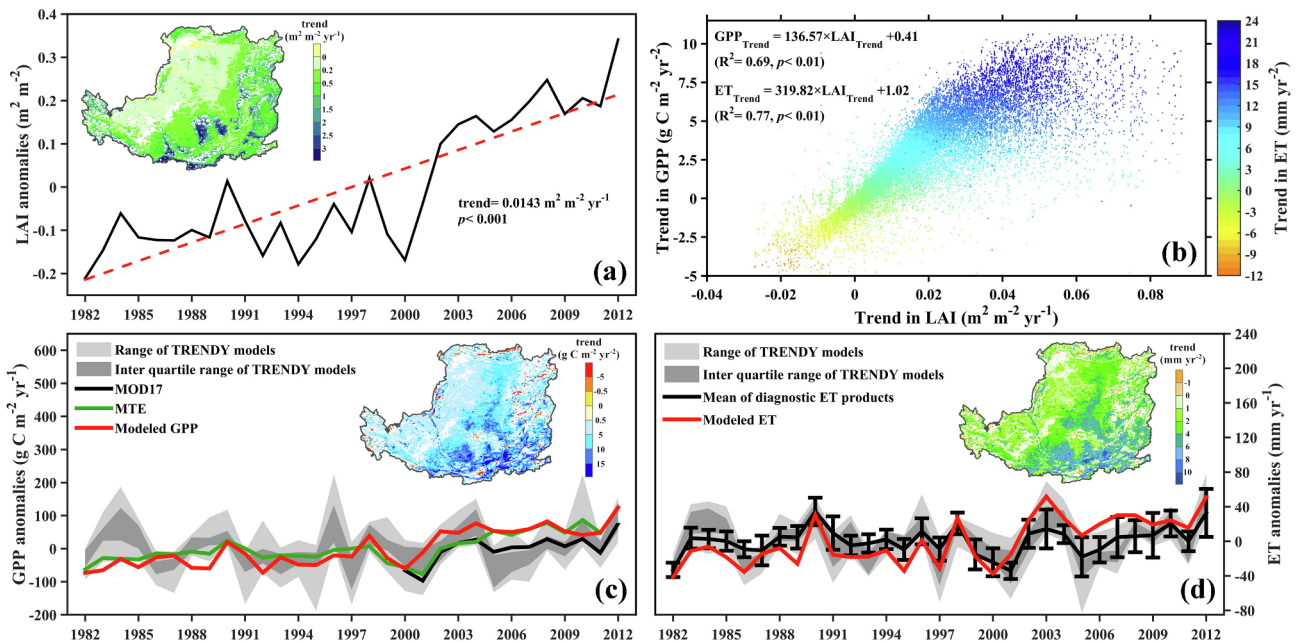 0.4
0.3
0.2
0.1
0
-0.1
-0.2
LAI anomalies (m² m⁻²)
trend
(m² m⁻² yr⁻¹)
0
0.2
0.5
1
1.5
2
2.5
3
trend= 0.0143 m² m⁻² yr⁻¹
p< 0.001
(a)
1982 1985 1988 1991 1994 1997 2000 2003 2006 2009 2012
10
7.5
5
2.5
0
-2.5
-5
Trend in GPP (g C m⁻² yr⁻²)
GPP_Trend = 136.57×LAI_Trend +0.41
(R²= 0.69, p< 0.01)
ET_Trend = 319.82×LAI_Trend +1.02
(R²= 0.77, p< 0.01)
(b)
-0.04 -0.02 0 0.02 0.04 0.06 0.08
Trend in LAI (m² m⁻² yr⁻¹)
24
21
18
15
12
9
6
3
0
-3
-6
-9
-12
Trend in ET (mm yr⁻²)
600
500
400
300
200
100
0
-100
-200
GPP anomalies (g C m⁻² yr⁻¹)
Range of TRENDY models
Inter quartile range of TRENDY models
MOD17
MTE
Modeled GPP
trend
(g C m⁻² yr⁻²)
-5
-0.5
0
0.5
5
10
15
(c)
1982 1985 1988 1991 1994 1997 2000 2003 2006 2009 2012
Range of TRENDY models
Inter quartile range of TRENDY models
Mean of diagnostic ET products
Modeled ET
trend
(mm yr⁻²)
-1
0
1
2
4
6
8
10
(d)
240
200
160
120
80
40
0
-40
-80
ET anomalies (mm yr⁻¹)
1982 1985 1988 1991 1994 1997 2000 2003 2006 2009 2012